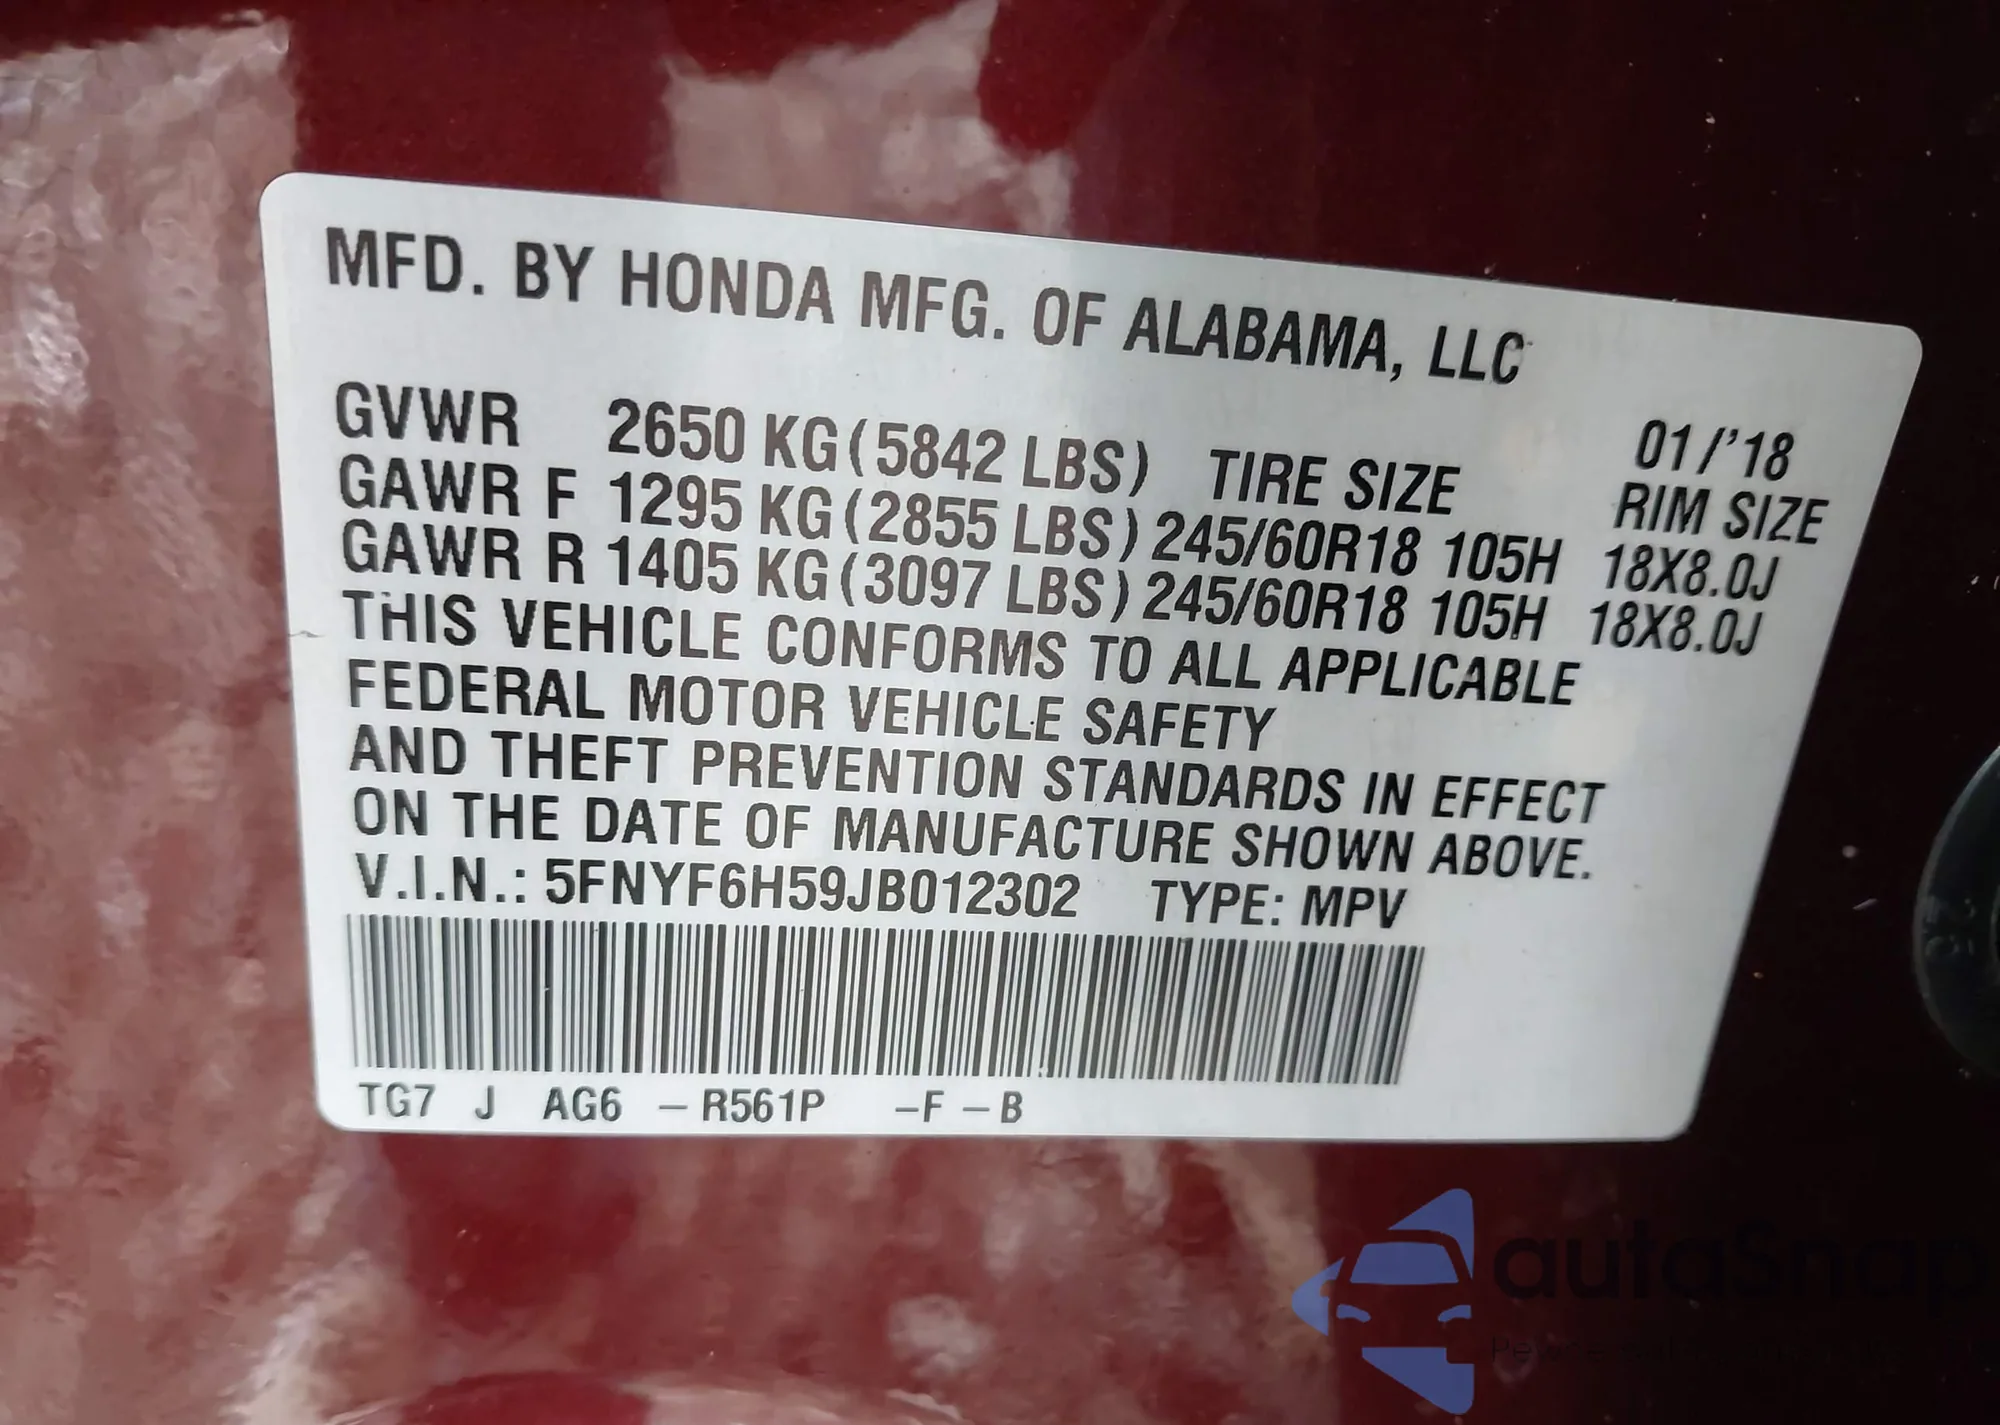 MFD. BY HONDA MFG. OF ALABAMA, LLC
01/'18
GVWR 2650 KG (5842 LBS) TIRE SIZE RIM SIZE
GAWR F 1295 KG (2855 LBS) 245/60R18 105H 18X8.0J
GAWR R 1405 KG (3097 LBS) 245/60R18 105H 18X8.0J
THIS VEHICLE CONFORMS TO ALL APPLICABLE
FEDERAL MOTOR VEHICLE SAFETY
AND THEFT PREVENTION STANDARDS IN EFFECT
ON THE DATE OF MANUFACTURE SHOWN ABOVE.
V.I.N.: 5FNYF6H59JB012302 TYPE: MPV
TG7 J AG6 – R561P –F –B
autaSnap